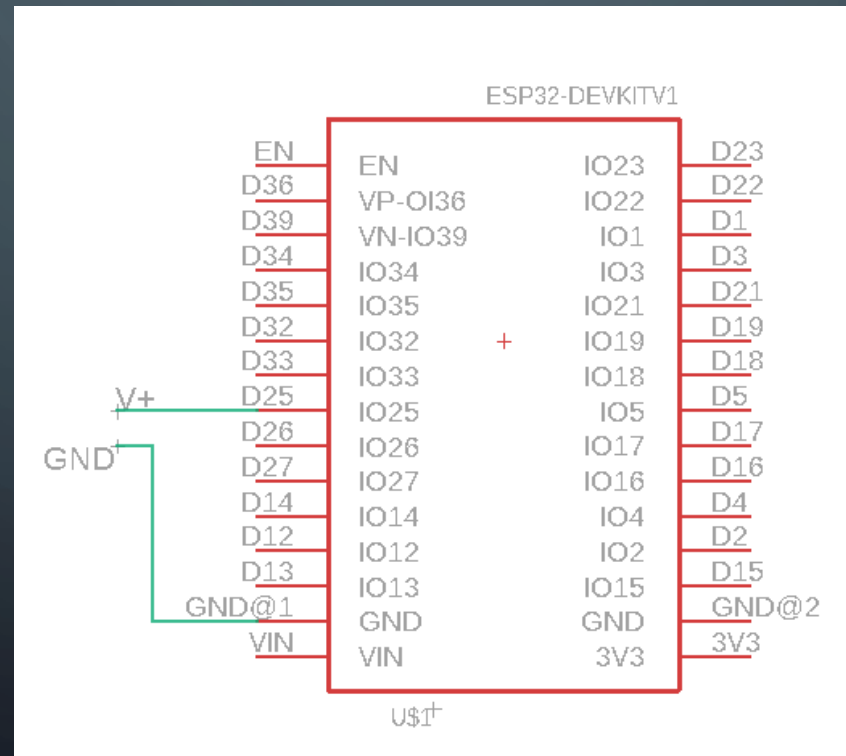 ESP32-DEVKITV1
EN EN IO23 D23
D36 VP-OI36 IO22 D22
D39 VN-IO39 IO1 D1
D34 IO34 IO3 D3
D35 IO35 IO21 D21
D32 IO32 IO19 D19
D33 IO33 IO18 D18
V+ D25 IO25 IO5 D5
D26 IO26 IO17 D17
GND D27 IO27 IO16 D16
D14 IO14 IO4 D4
D12 IO12 IO2 D2
D13 IO13 IO15 D15
GND@1 GND GND GND@2
VIN VIN 3V3 3V3
U$1